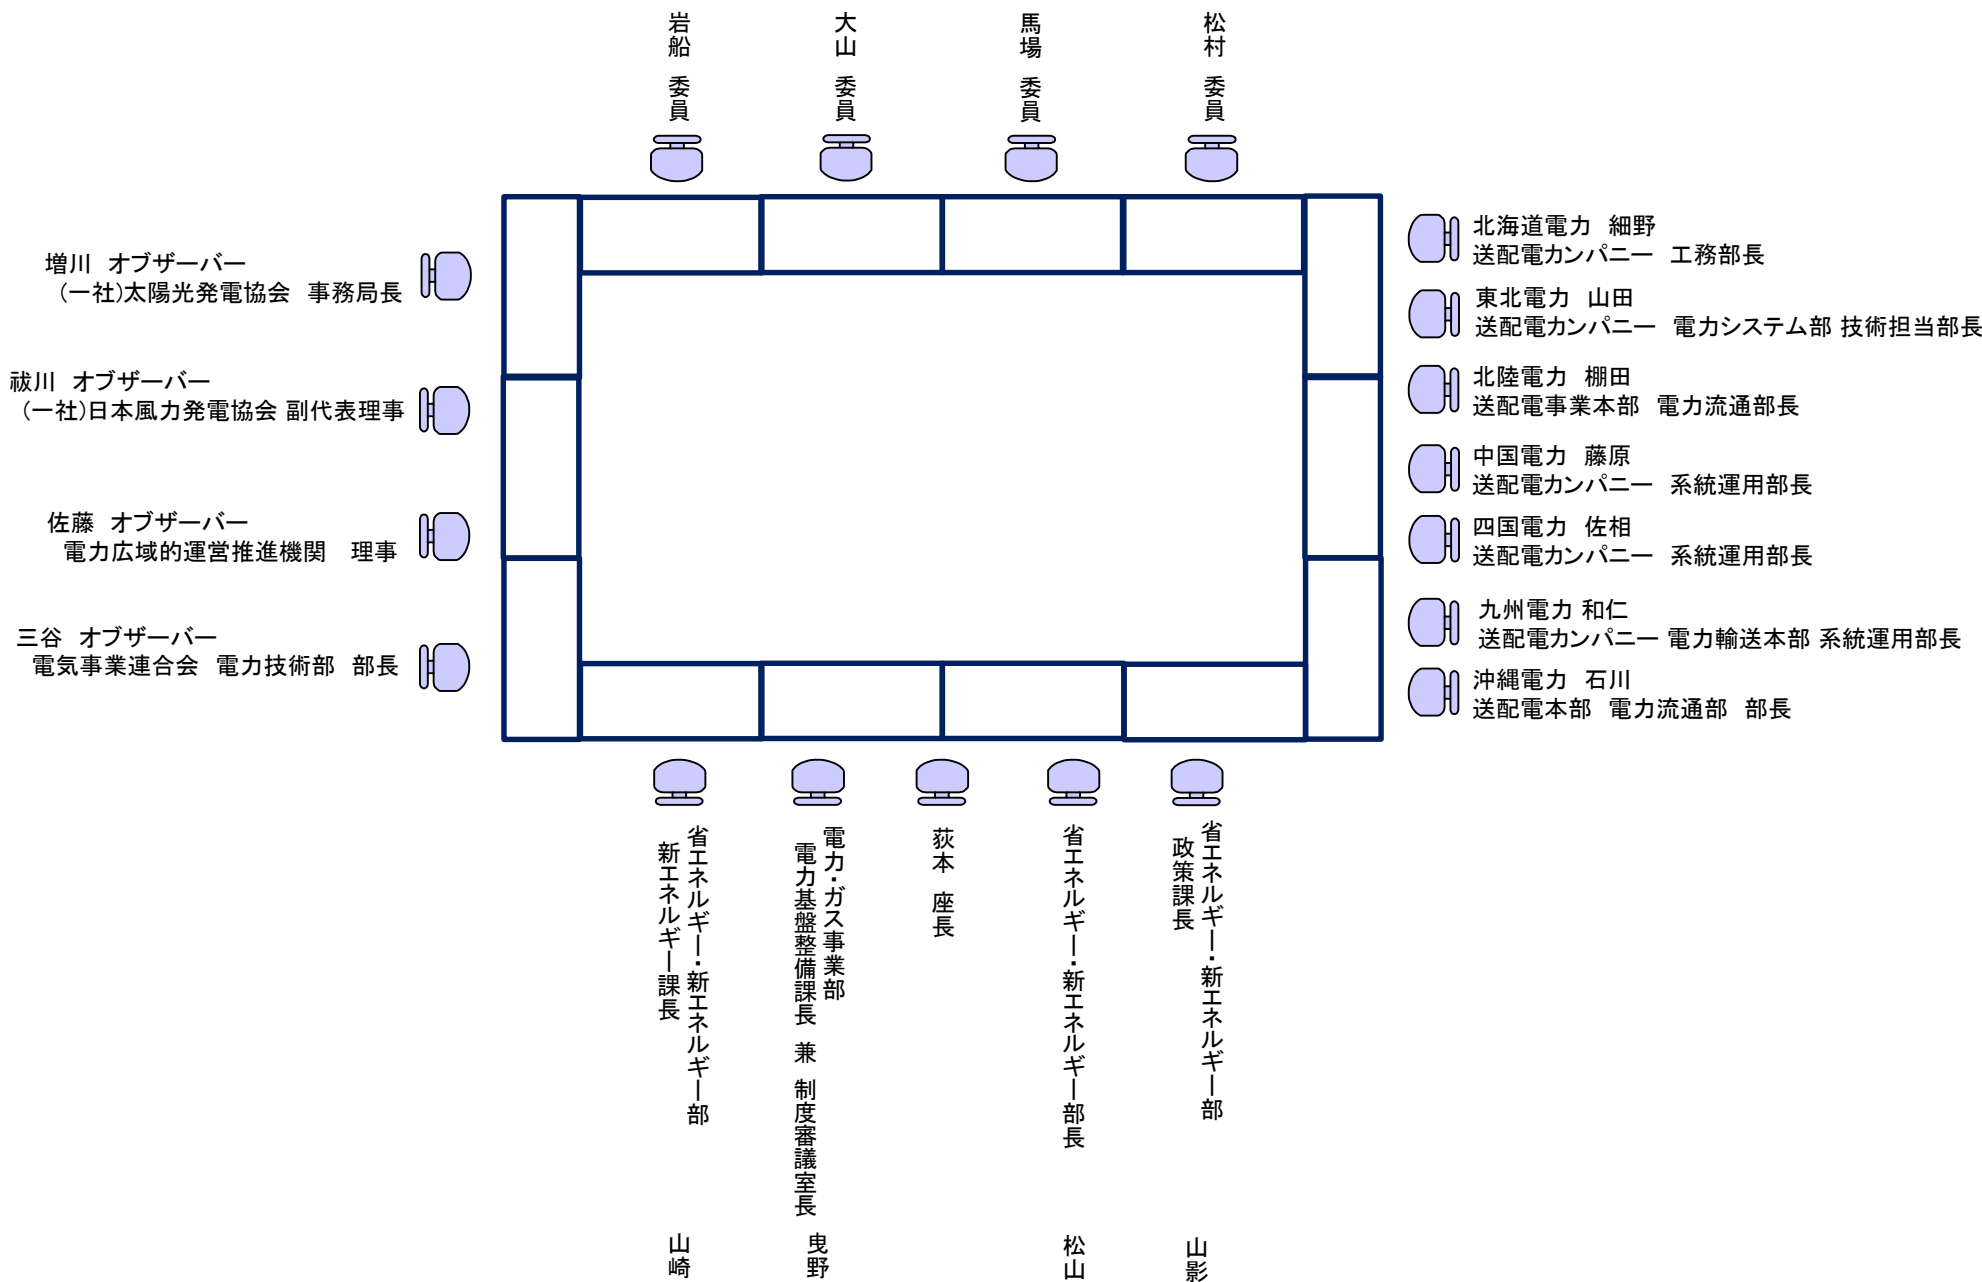 岩船　委員
大山　委員
馬場　委員
松村　委員
増川　オブザーバー
(一社)太陽光発電協会　事務局長
祓川　オブザーバー
(一社)日本風力発電協会 副代表理事
佐藤　オブザーバー
電力広域的運営推進機関　理事
三谷　オブザーバー
電気事業連合会　電力技術部　部長
北海道電力　細野
送配電カンパニー　工務部長
東北電力　山田
送配電カンパニー　電力システム部 技術担当部長
北陸電力　棚田
送配電事業本部　電力流通部長
中国電力　藤原
送配電カンパニー　系統運用部長
四国電力　佐相
送配電カンパニー　系統運用部長
九州電力 和仁
送配電カンパニー 電力輸送本部 系統運用部長
沖縄電力　石川
送配電本部　電力流通部　部長
省エネルギー・新エネルギー部
新エネルギー課長　山崎
電力・ガス事業部
電力基盤整備課長 兼 制度審議室長 曳野
荻本　座長
省エネルギー・新エネルギー部長　松山
省エネルギー・新エネルギー部
政策課長　山影